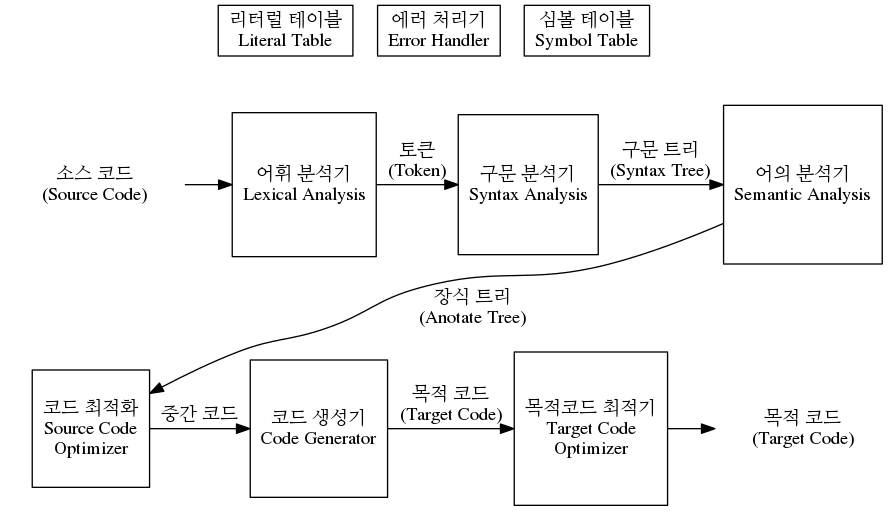 리터럴 테이블
Literal Table
에러 처리기
Error Handler
심볼 테이블
Symbol Table
소스 코드
(Source Code)
어휘 분석기
Lexical Analysis
토큰
(Token)
구문 분석기
Syntax Analysis
구문 트리
(Syntax Tree)
어의 분석기
Semantic Analysis
장식 트리
(Anotate Tree)
코드 최적화
Source Code
Optimizer
중간 코드
코드 생성기
Code Generator
목적 코드
(Target Code)
목적코드 최적기
Target Code
Optimizer
목적 코드
(Target Code)